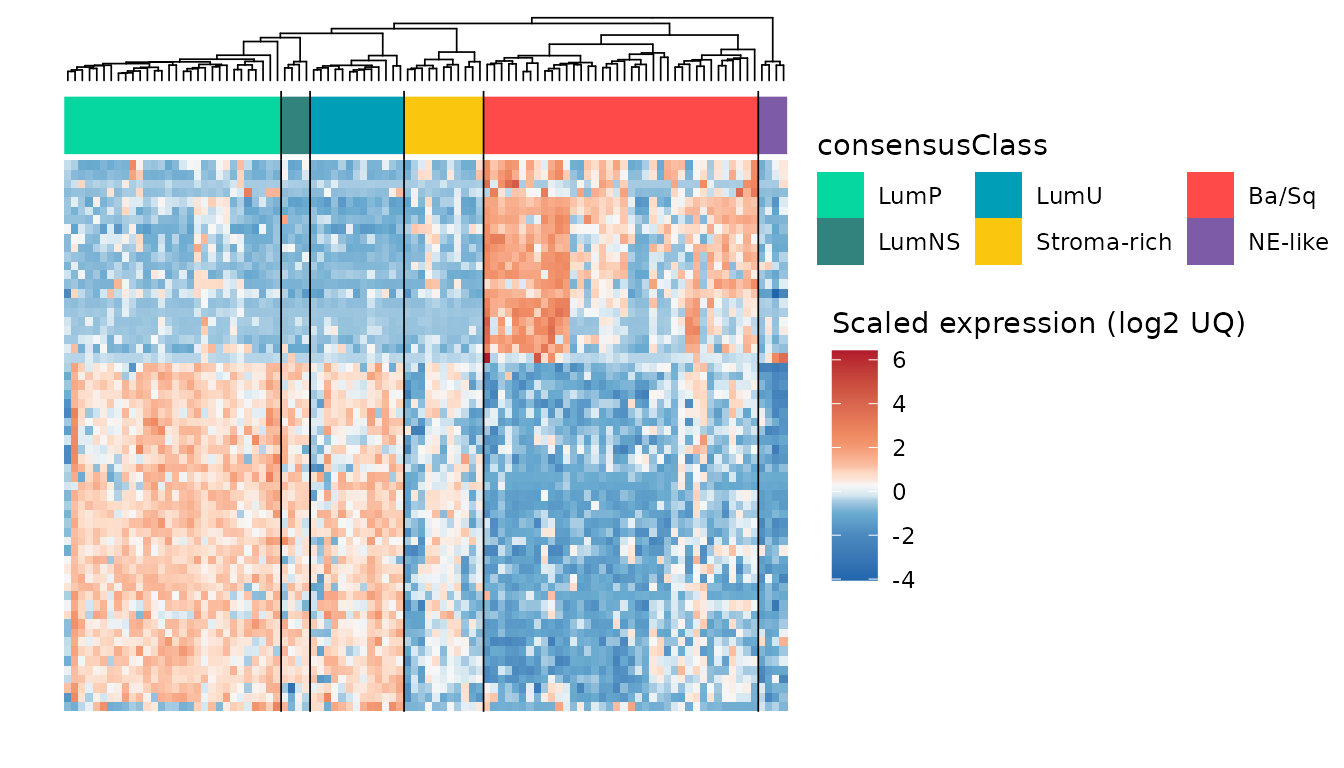 consensusClass
LumP LumU Ba/Sq
LumNS Stroma-rich NE-like
Scaled expression (log2 UQ)
6
4
2
0
-2
-4